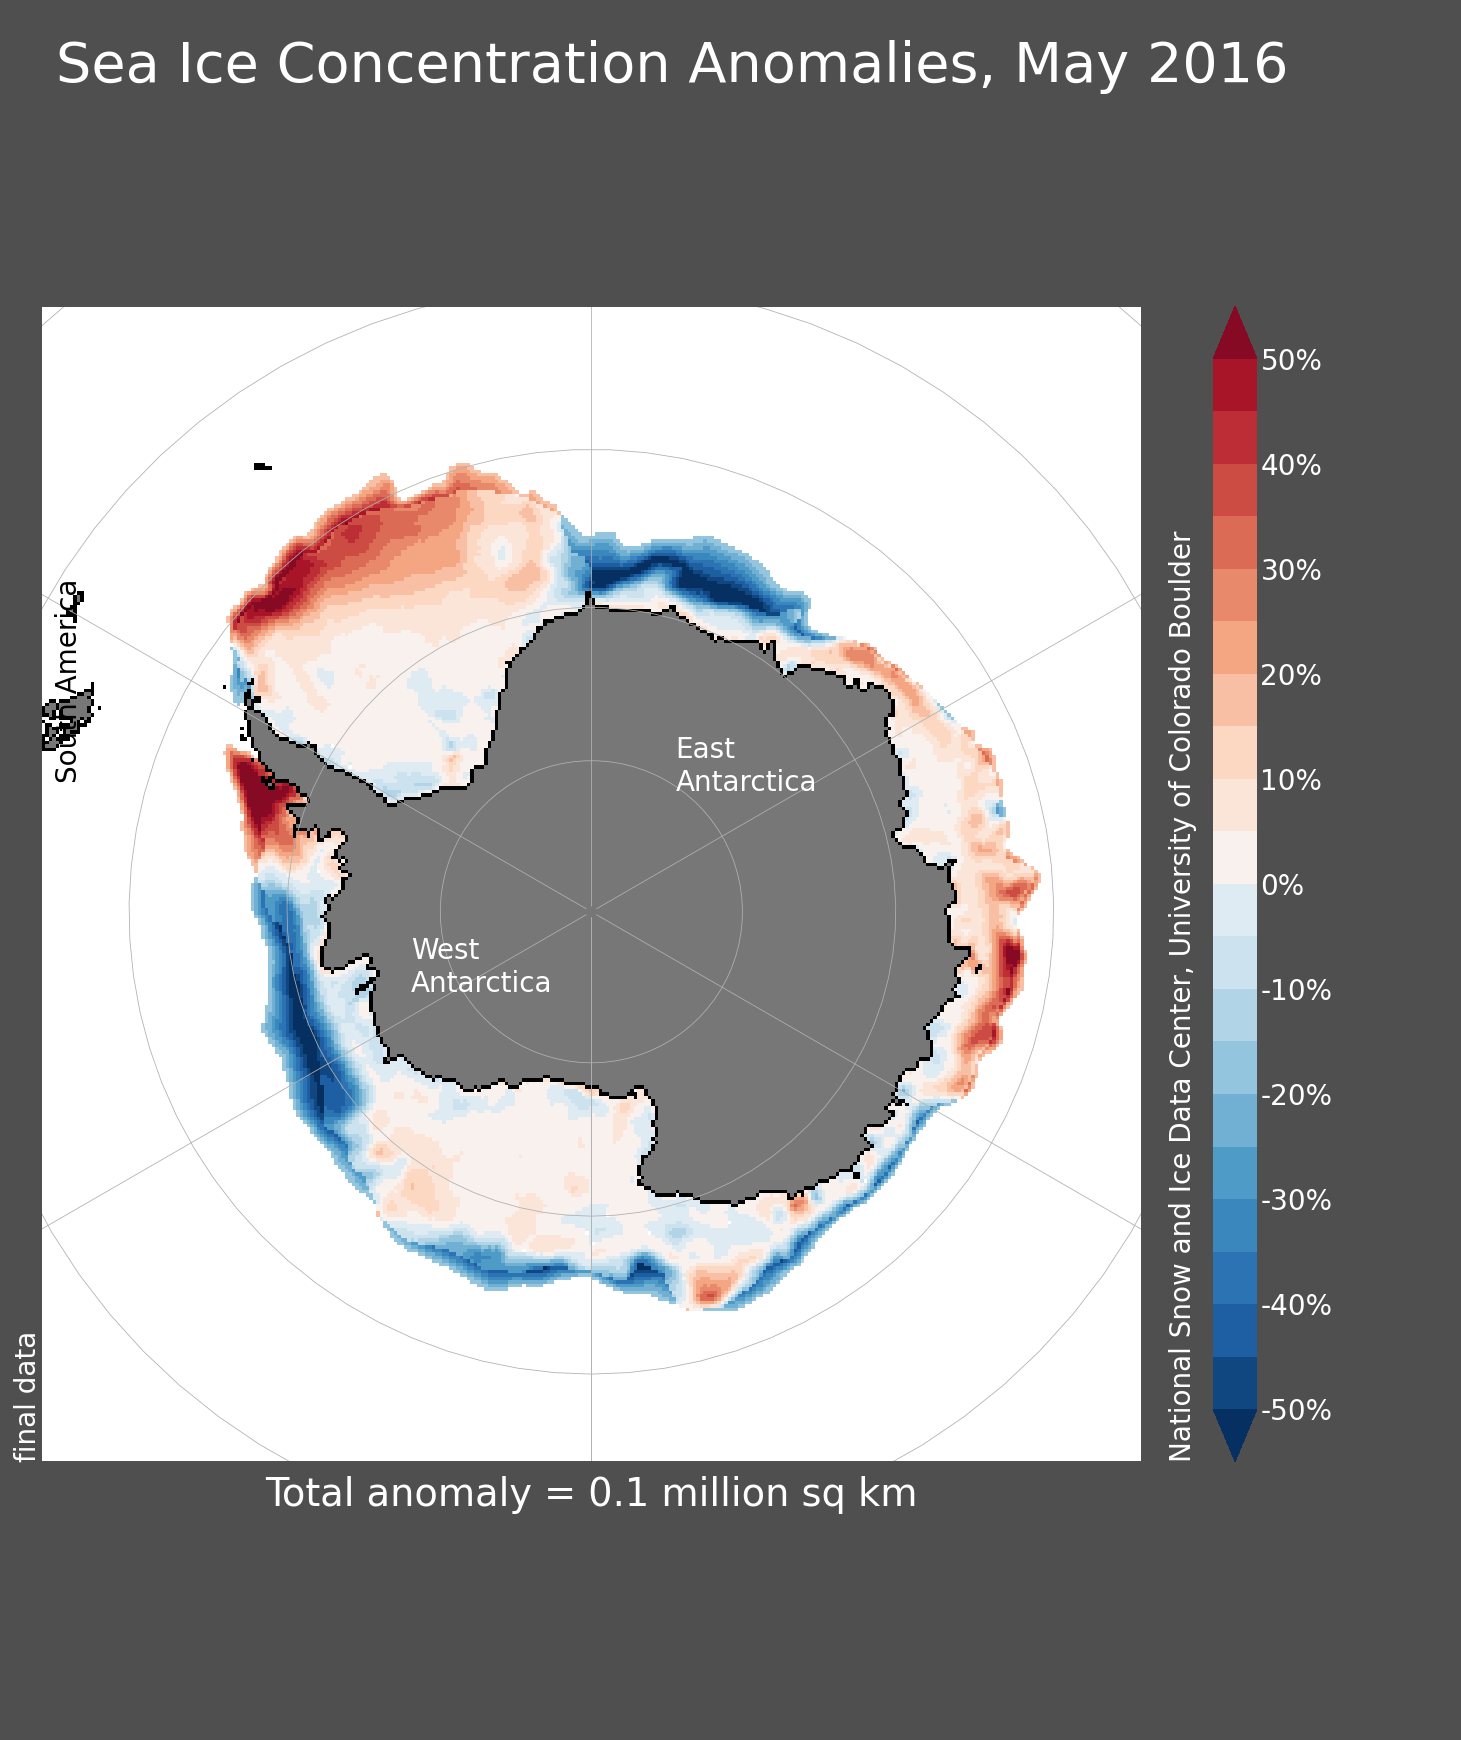 Sea Ice Concentration Anomalies, May 2016
South America
East
Antarctica
West
Antarctica
final data
National Snow and Ice Data Center, University of Colorado Boulder
50%
40%
30%
20%
10%
0%
-10%
-20%
-30%
-40%
-50%
Total anomaly = 0.1 million sq km